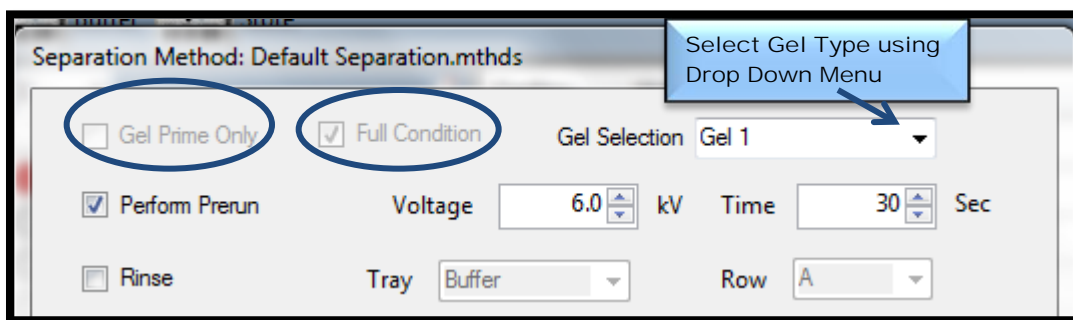 Separation Method: Default Separation.mthds
Select Gel Type using
Drop Down Menu
Gel Prime Only
Full Condition
Gel Selection
Gel 1
Perform Prerun
Voltage
6.0
kV
Time
30
Sec
Rinse
Tray
Buffer
Row
A